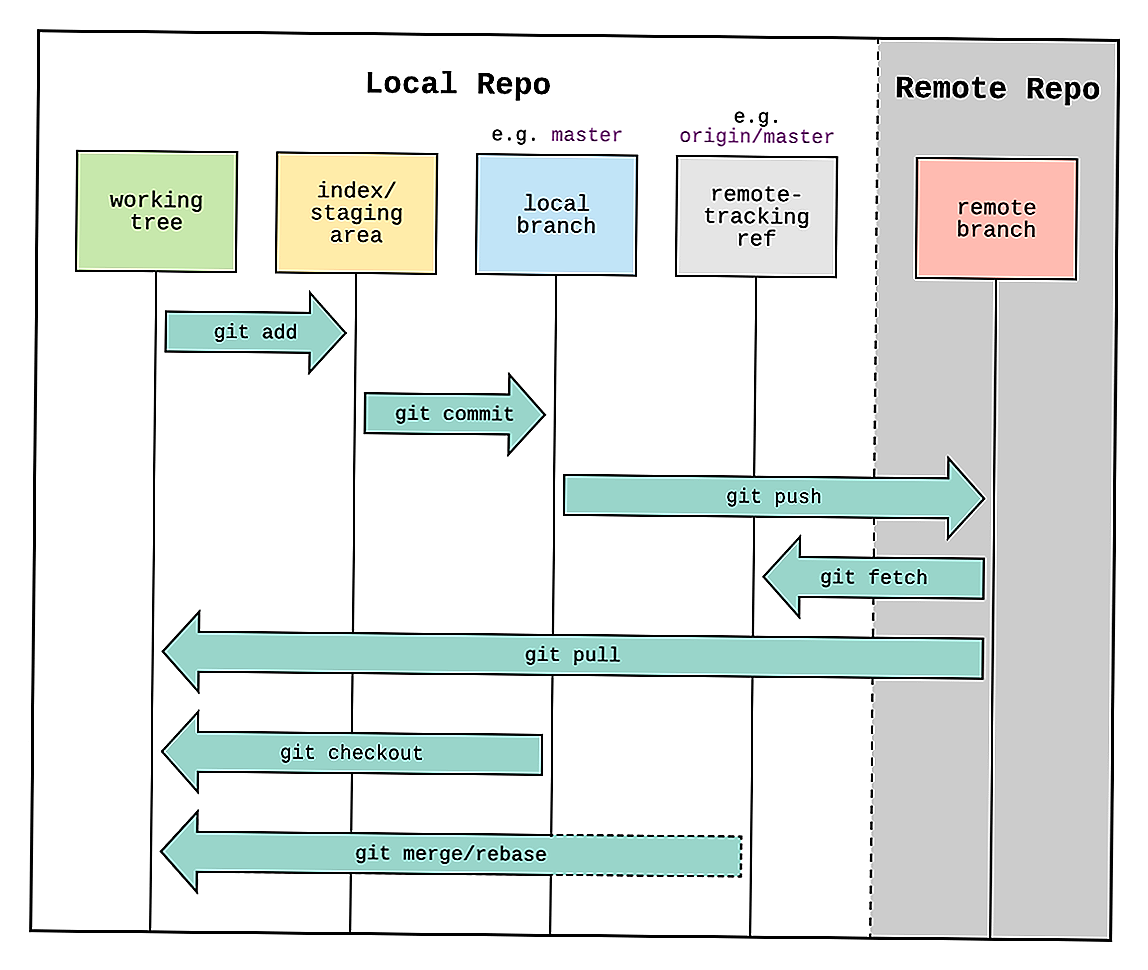 Local Repo
Remote Repo
e.g. master
e.g.
origin/master
working
tree
index/
staging
area
local
branch
remote-
tracking
ref
remote
branch
git add
git commit
git push
git fetch
git pull
git checkout
git merge/rebase